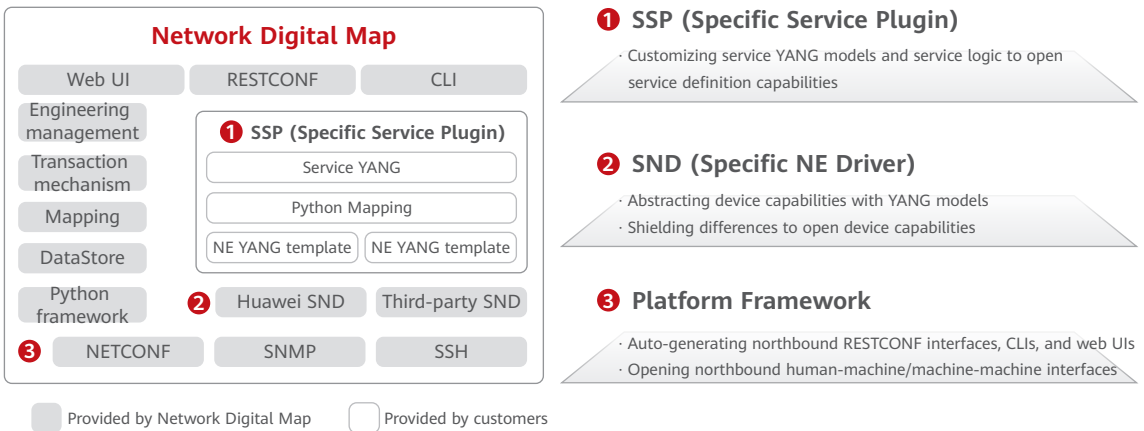 Network Digital Map
Web UI
RESTCONF
CLI
Engineering
management
Transaction
mechanism
Mapping
DataStore
Python
framework
1 SSP (Specific Service Plugin)
Service YANG
Python Mapping
NE YANG template
NE YANG template
2
Huawei SND
Third-party SND
3
NETCONF
SNMP
SSH
Provided by Network Digital Map
Provided by customers
1 SSP (Specific Service Plugin)
· Customizing service YANG models and service logic to open
service definition capabilities
2 SND (Specific NE Driver)
· Abstracting device capabilities with YANG models
· Shielding differences to open device capabilities
3 Platform Framework
· Auto-generating northbound RESTCONF interfaces, CLIs, and web UIs
· Opening northbound human-machine/machine-machine interfaces